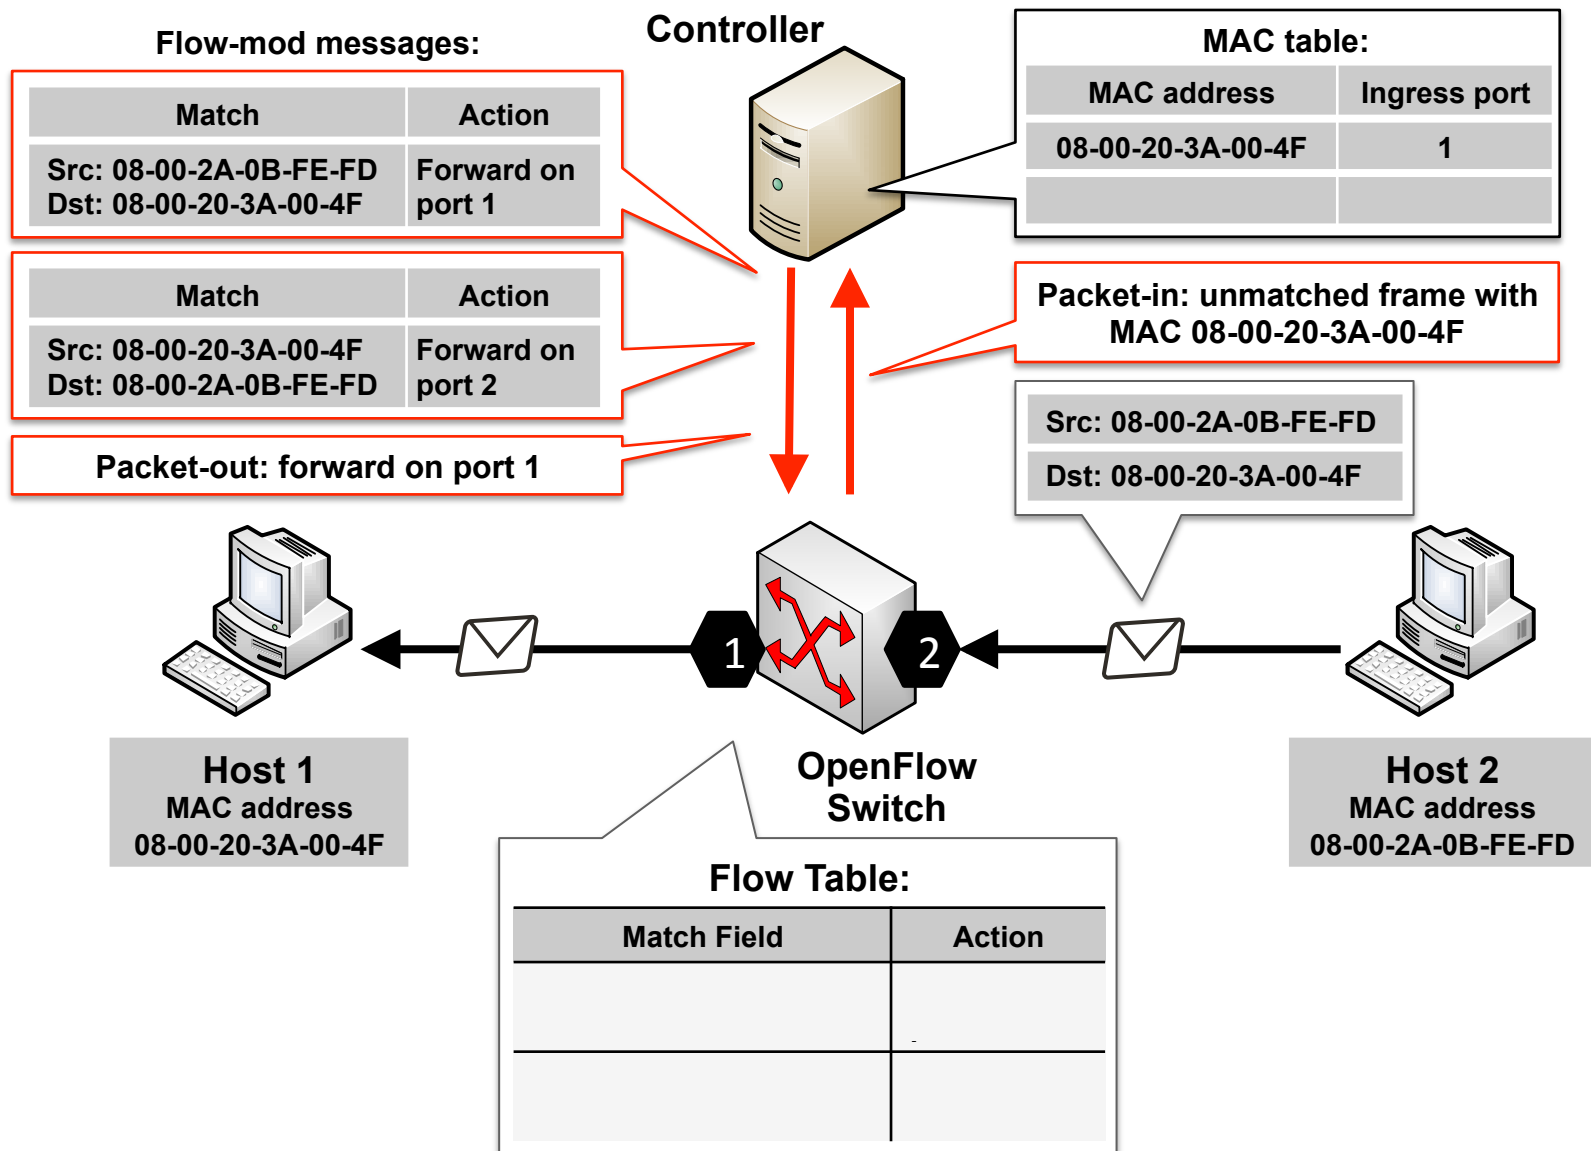 Flow-mod messages:
Controller
MAC table:
Match
Action
Src: 08-00-2A-0B-FE-FD
Dst: 08-00-20-3A-00-4F
Forward on
port 1
MAC address
Ingress port
08-00-20-3A-00-4F
1
Match
Action
Src: 08-00-20-3A-00-4F
Dst: 08-00-2A-0B-FE-FD
Forward on
port 2
Packet-in: unmatched frame with
MAC 08-00-20-3A-00-4F
Packet-out: forward on port 1
Src: 08-00-2A-0B-FE-FD
Dst: 08-00-20-3A-00-4F
1
2
Host 1
MAC address
08-00-20-3A-00-4F
OpenFlow
Switch
Host 2
MAC address
08-00-2A-0B-FE-FD
Flow Table:
Match Field
Action
-